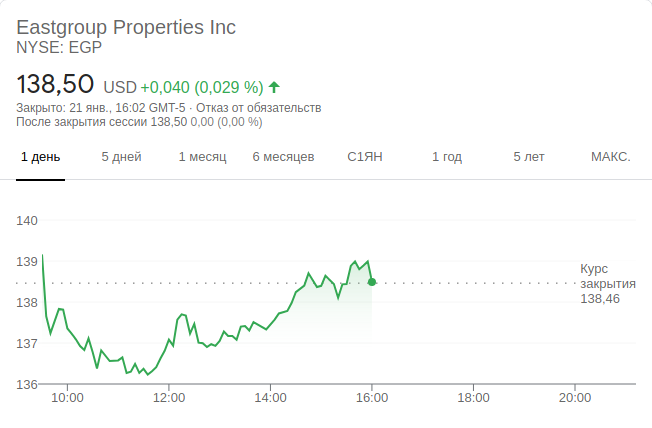 Eastgroup Properties Inc
NYSE: EGP
138,50 USD +0,040 (0,029 %)
Закрыто: 21 янв., 16:02 GMT-5 · Отказ от обязательств
После закрытия сессии 138,50 0,00 (0,00 %)
1 день 5 дней 1 месяц 6 месяцев С1ЯН 1 год 5 лет МАКС.
140
139
138
137
136
Курс
закрытия
138,46
10:00 12:00 14:00 16:00 18:00 20:00